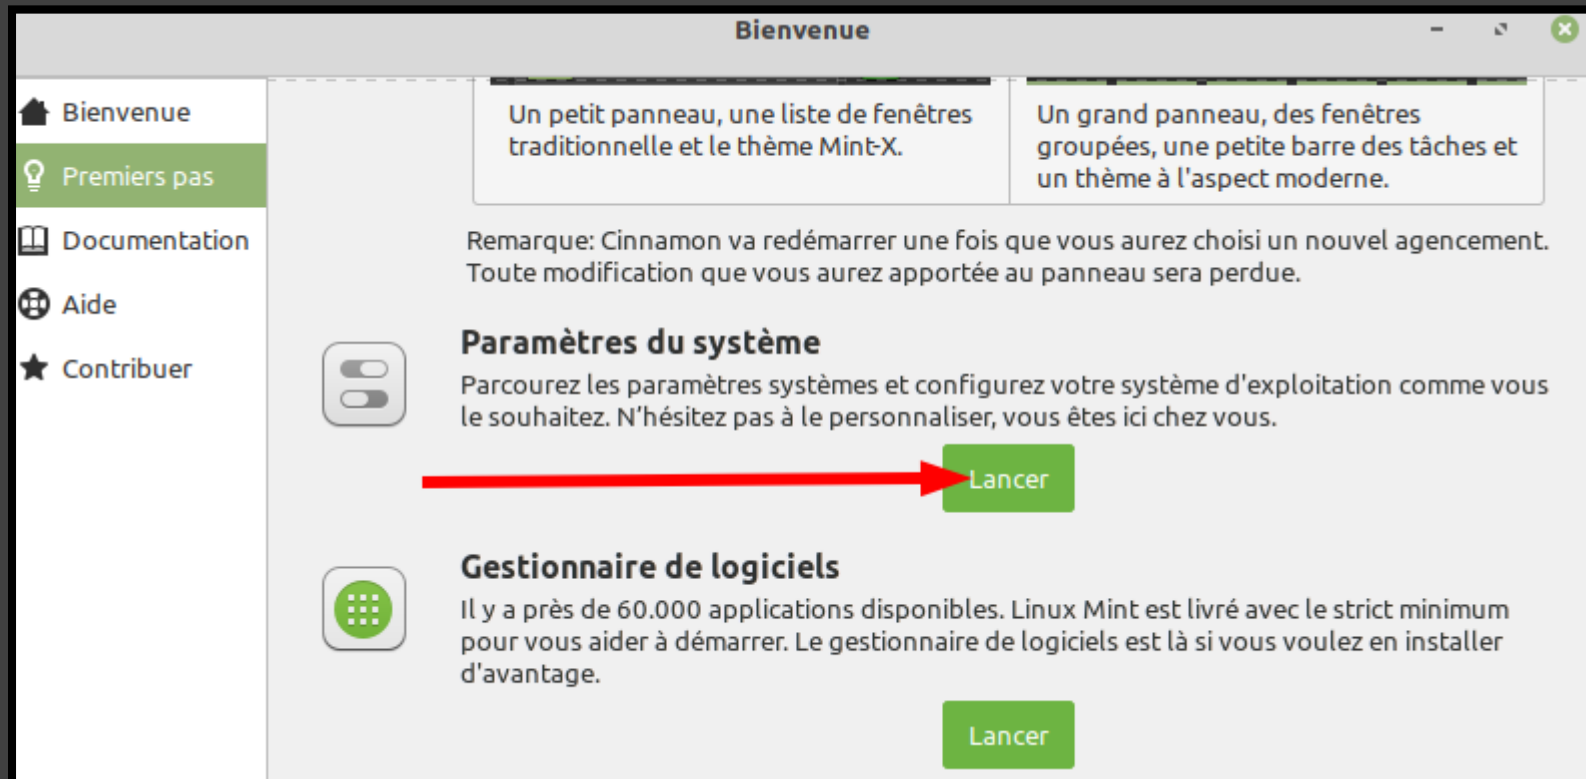 Bienvenue
Bienvenue
Premiers pas
Documentation
Aide
Contribuer
Un petit panneau, une liste de fenêtres
traditionnelle et le thème Mint-X.
Un grand panneau, des fenêtres
groupées, une petite barre des tâches et
un thème à l'aspect moderne.
Remarque: Cinnamon va redémarrer une fois que vous aurez choisi un nouvel agencement.
Toute modification que vous aurez apportée au panneau sera perdue.
Paramètres du système
Parcourez les paramètres systèmes et configurez votre système d'exploitation comme vous
le souhaitez. N’hésitez pas à le personnaliser, vous êtes ici chez vous.
Lancer
Gestionnaire de logiciels
Il y a près de 60.000 applications disponibles. Linux Mint est livré avec le strict minimum
pour vous aider à démarrer. Le gestionnaire de logiciels est là si vous voulez en installer
d'avantage.
Lancer